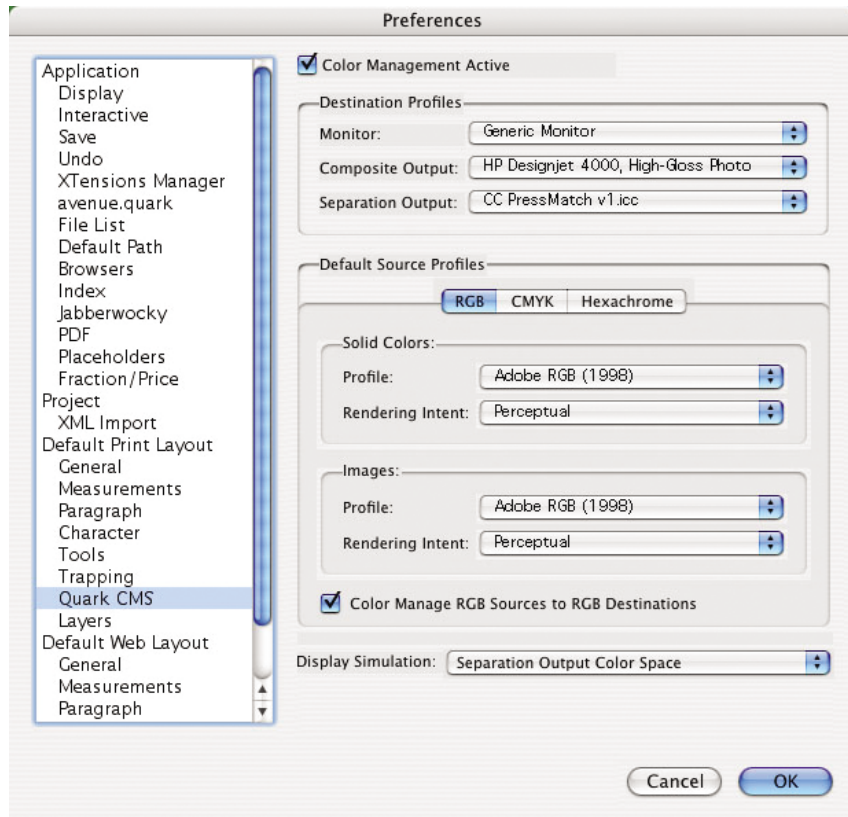 Preferences
Application
Display
Interactive
Save
Undo
XTensions Manager
avenue.quark
File List
Default Path
Browsers
Index
Jabberwocky
PDF
Placeholders
Fraction/Price
Project
XML Import
Default Print Layout
General
Measurements
Paragraph
Character
Tools
Trapping
Quark CMS
Layers
Default Web Layout
General
Measurements
Paragraph
Color Management Active
Destination Profiles
Monitor: Generic Monitor
Composite Output: HP Designjet 4000, High-Gloss Photo
Separation Output: CC PressMatch v1.icc
Default Source Profiles
RGB CMYK Hexachrome
Solid Colors:
Profile: Adobe RGB (1998)
Rendering Intent: Perceptual
Images:
Profile: Adobe RGB (1998)
Rendering Intent: Perceptual
Color Manage RGB Sources to RGB Destinations
Display Simulation: Separation Output Color Space
Cancel OK